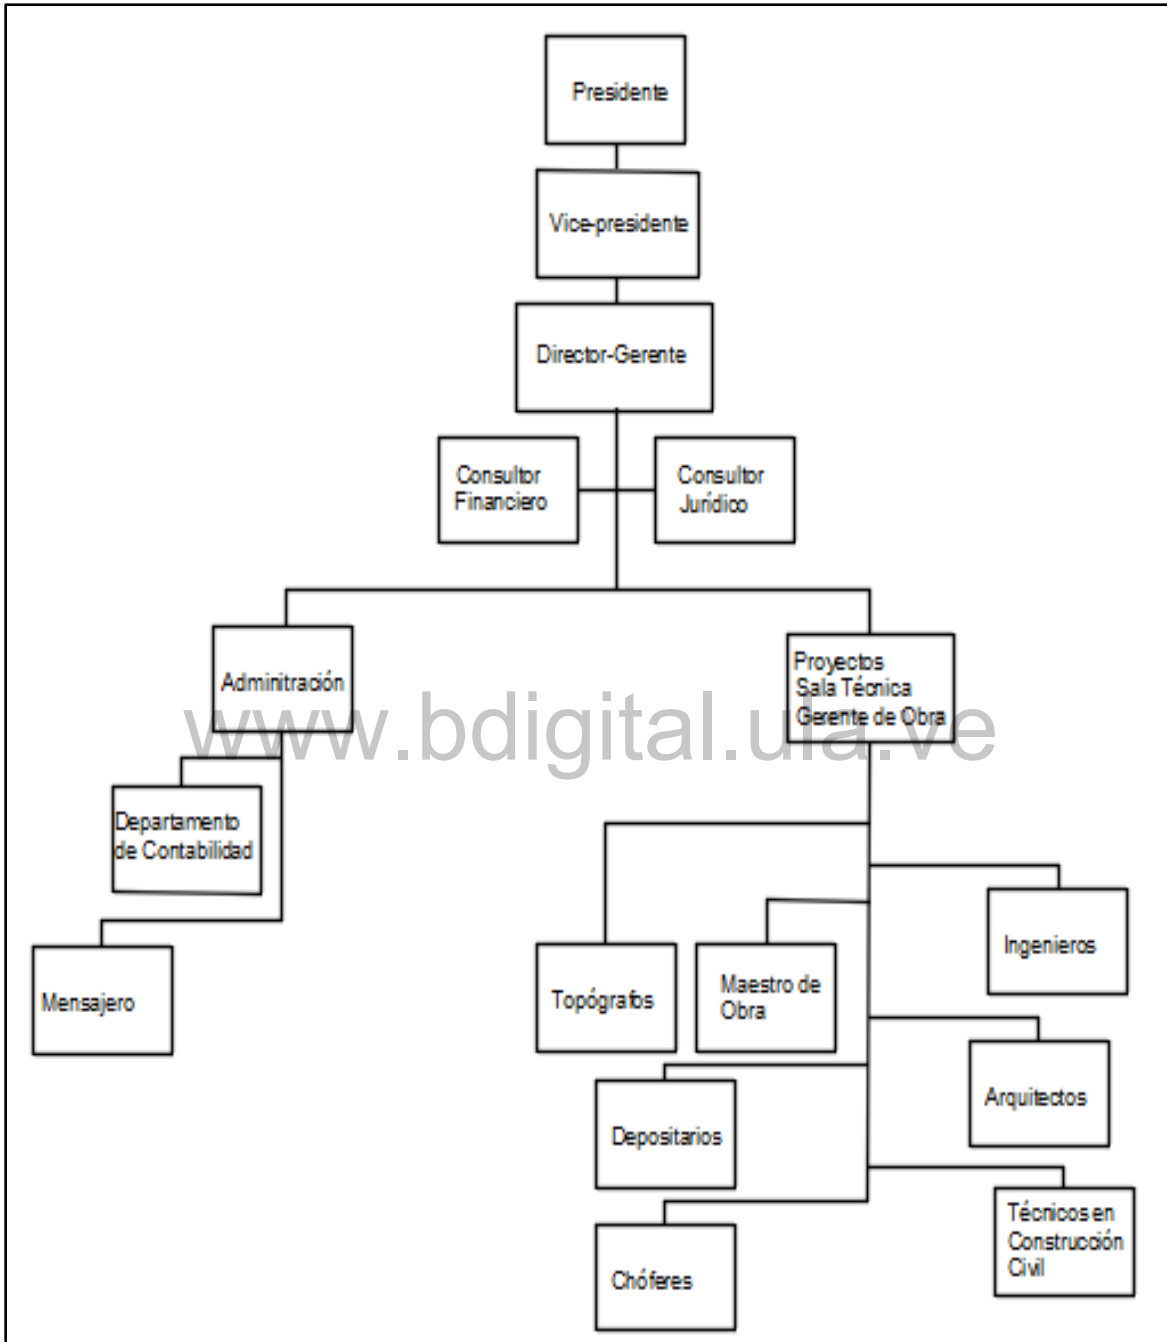 Presidente
Vice-presidente
Director-Gerente
Consultor
Financiero
Consultor
Jurídico
Adminitración
Proyectos
Sala Técnica
Gerente de Obra
www.bdigital.ula.ve
Departamento
de Contabilidad
Mensajero
Topógrafos
Maestro de
Obra
Ingenieros
Depositarios
Arquitectos
Chóferes
Técnicos en
Construcción
Civil